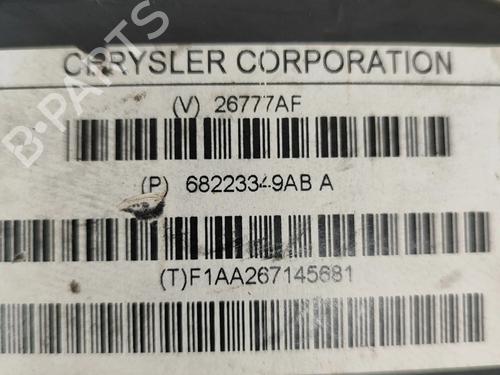 CHRYSLER CORPORATION
(V) 26777AF
(P) 68223349AB A
(T)F1AA267145681
B-PARTS